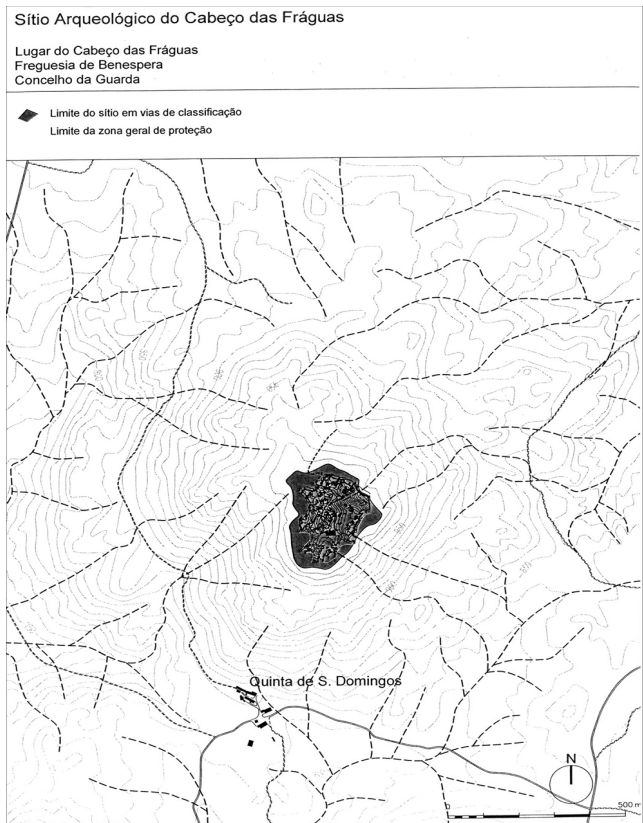 Sítio Arqueológico do Cabeço das Fráguas
Lugar do Cabeço das Fráguas
Freguesia de Benespera
Concelho da Guarda
Limite do sítio em vias de classificação
Limite da zona geral de proteção
Quinta de S. Domingos
N
0
500 m